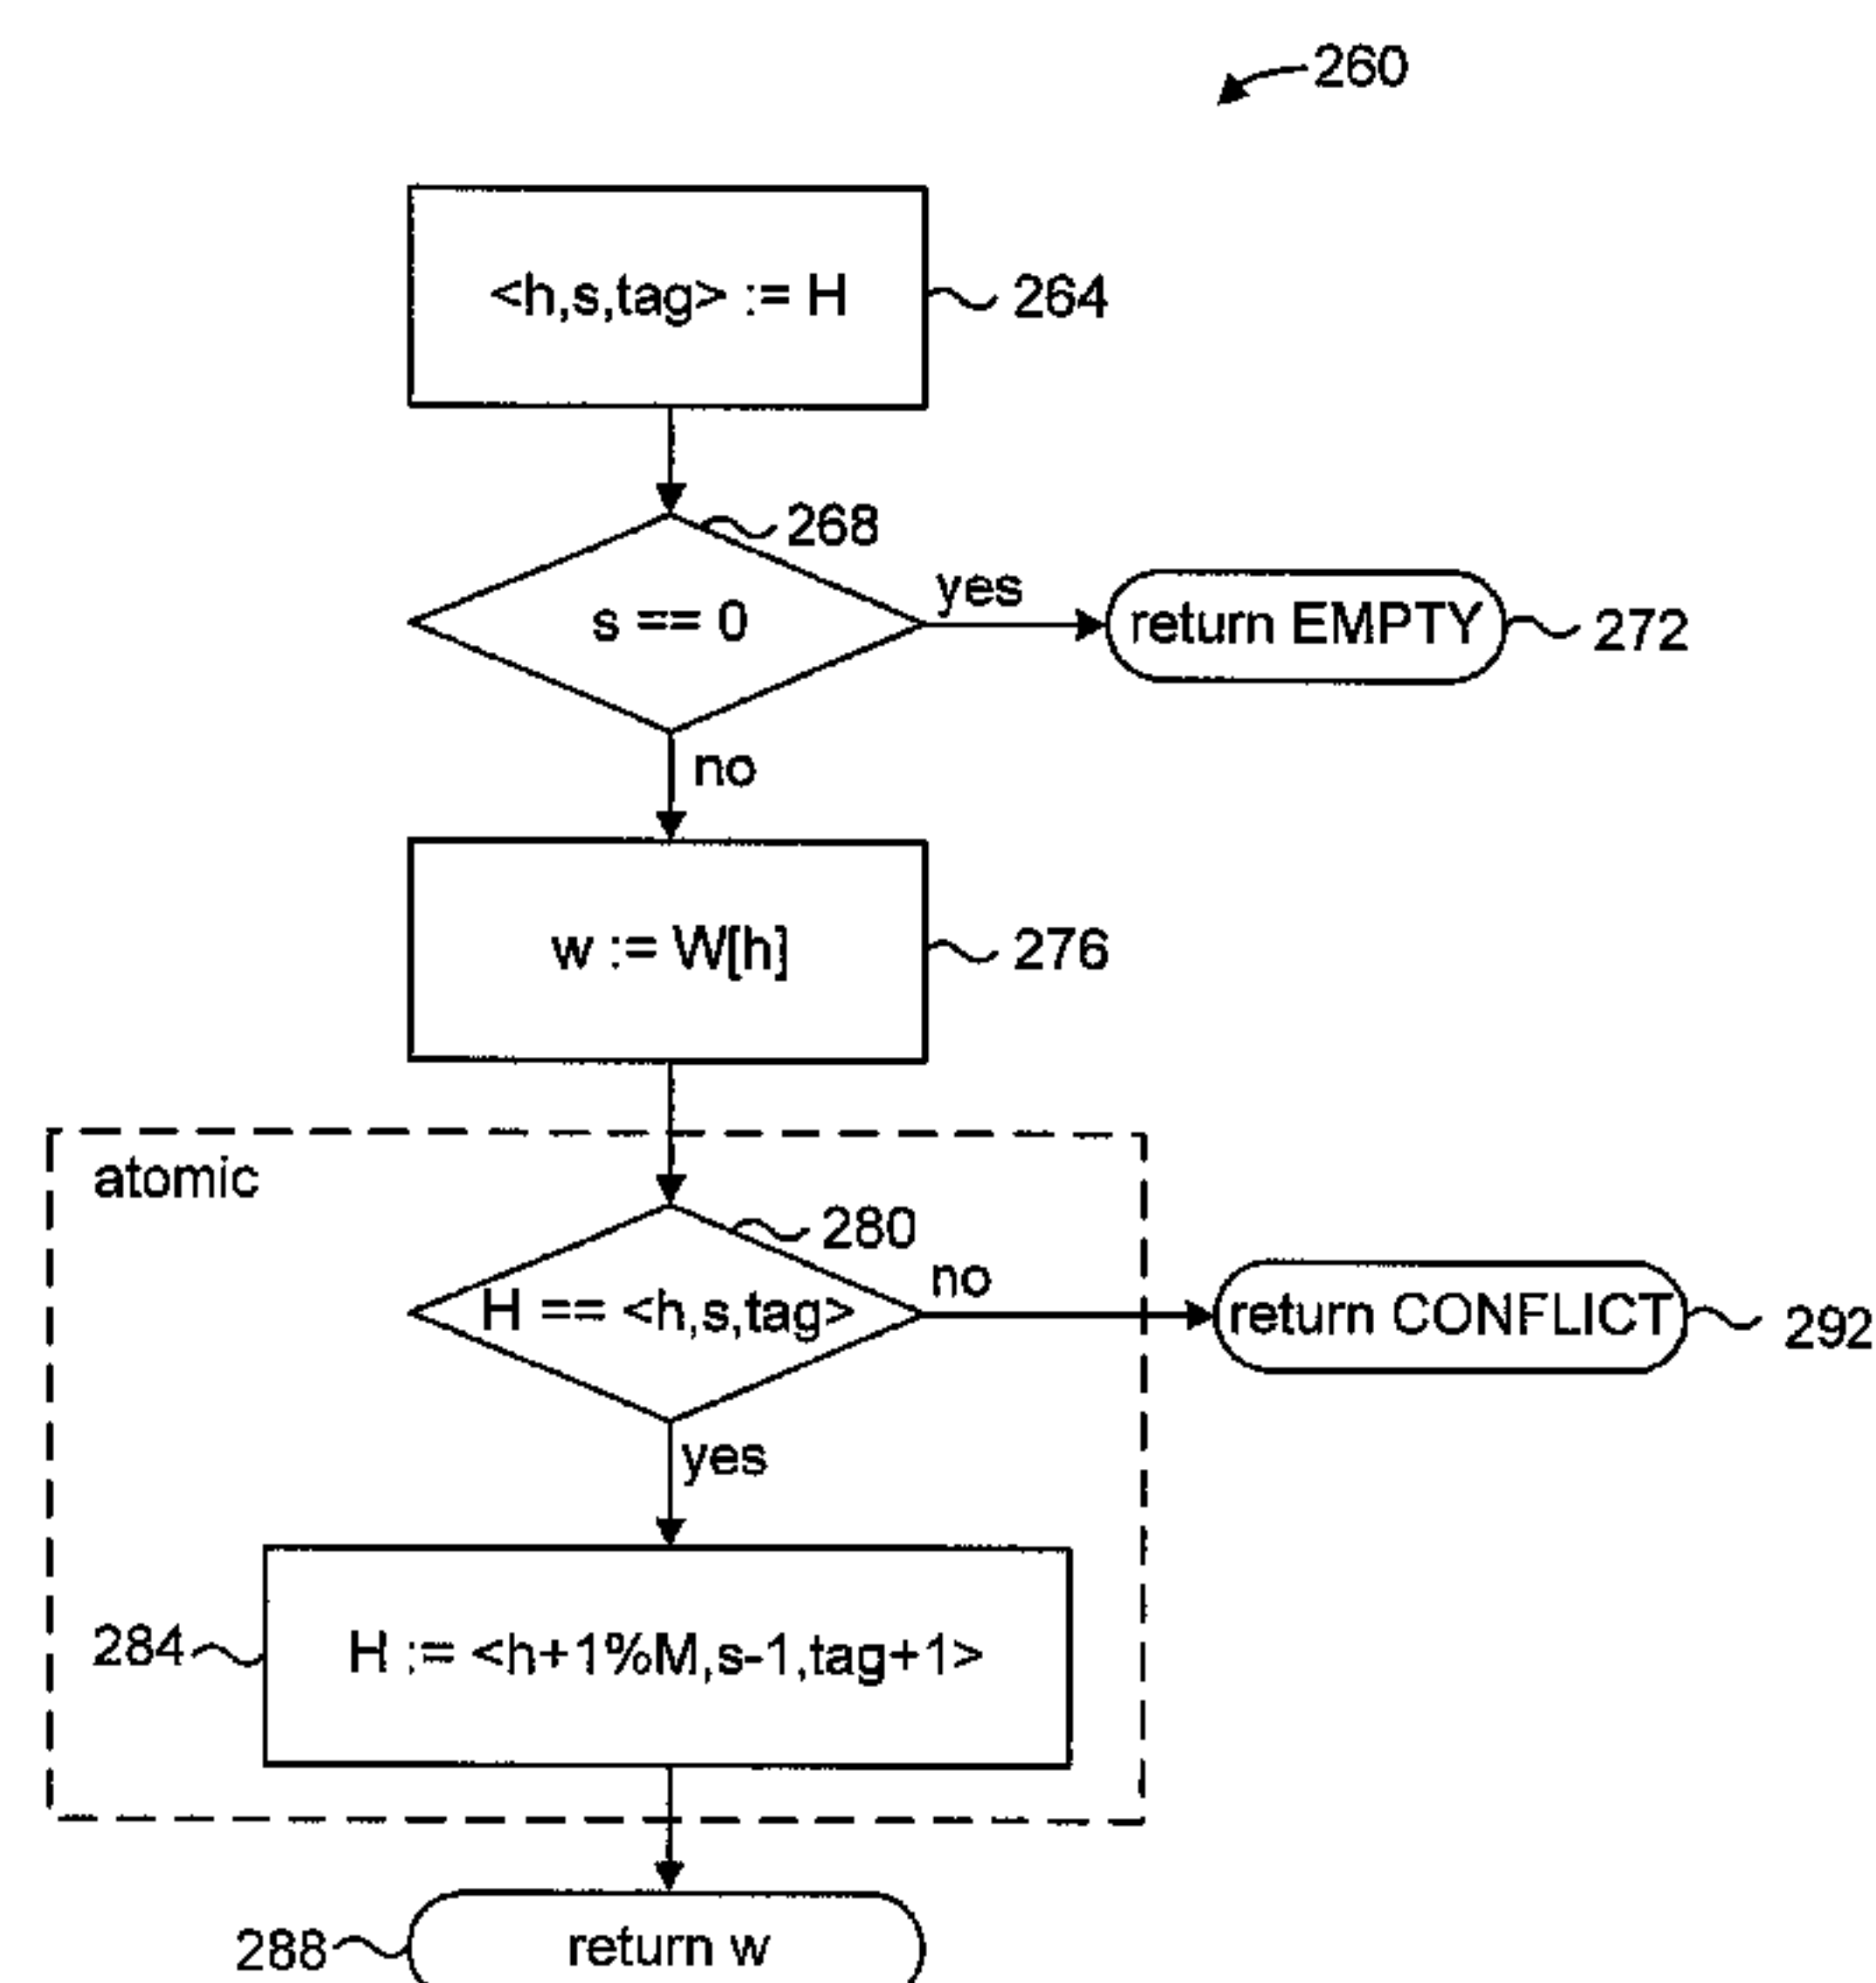 260
<h,s,tag> := H
264
268
s == 0
yes
return EMPTY
272
no
w := W[h]
276
atomic
280
H == <h,s,tag>
no
return CONFLICT
292
yes
284
H := <h+1%M,s-1,tag+1>
288
return w